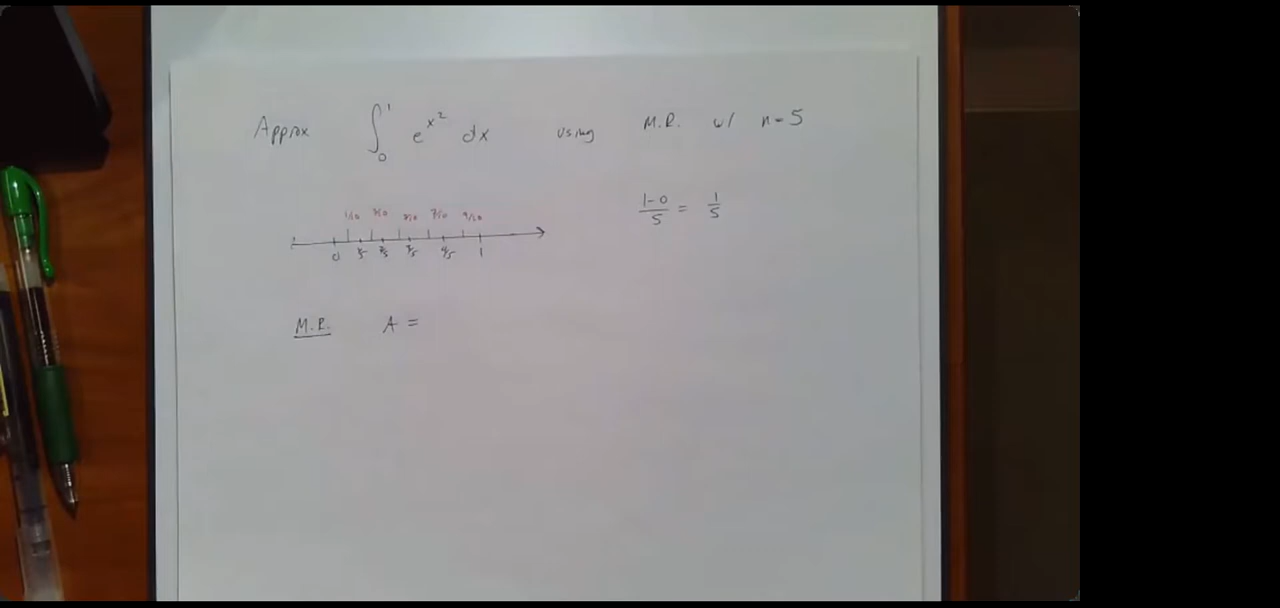 Approx ∫₀¹ e^{x²} dx using M.R. w/ n = 5
(1-0)/5 = 1/5
1/10 3/10 5/10 7/10 9/10
0 1/5 2/5 3/5 4/5 1
M.R. A =